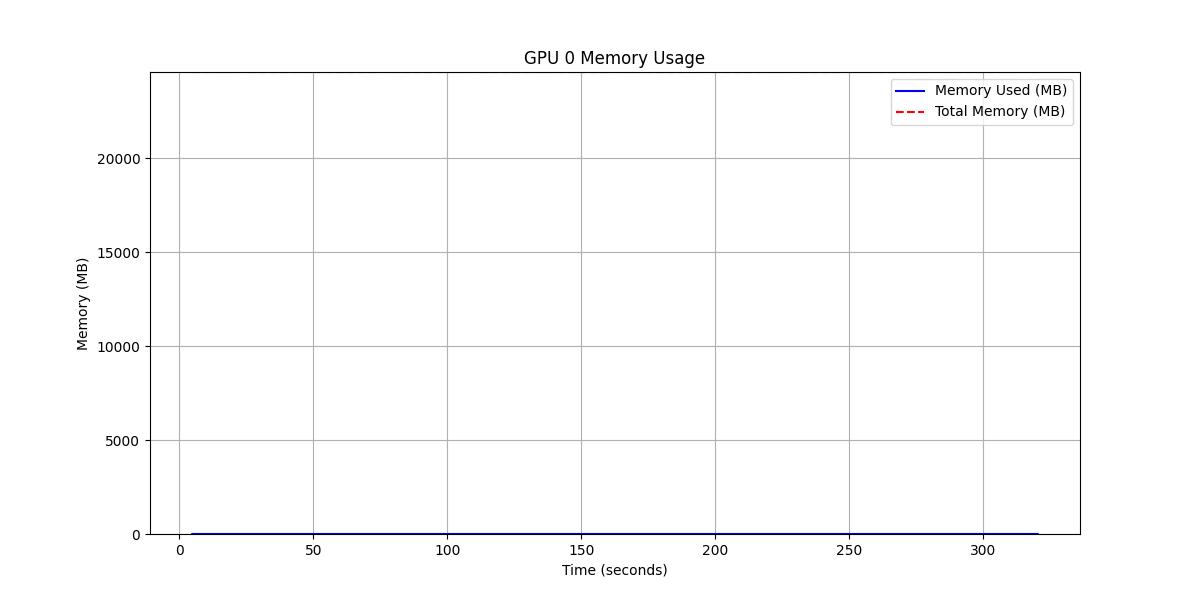 GPU 0 Memory Usage
Memory Used (MB)
Total Memory (MB)
20000
15000
10000
5000
0
Memory (MB)
0 50 100 150 200 250 300
Time (seconds)